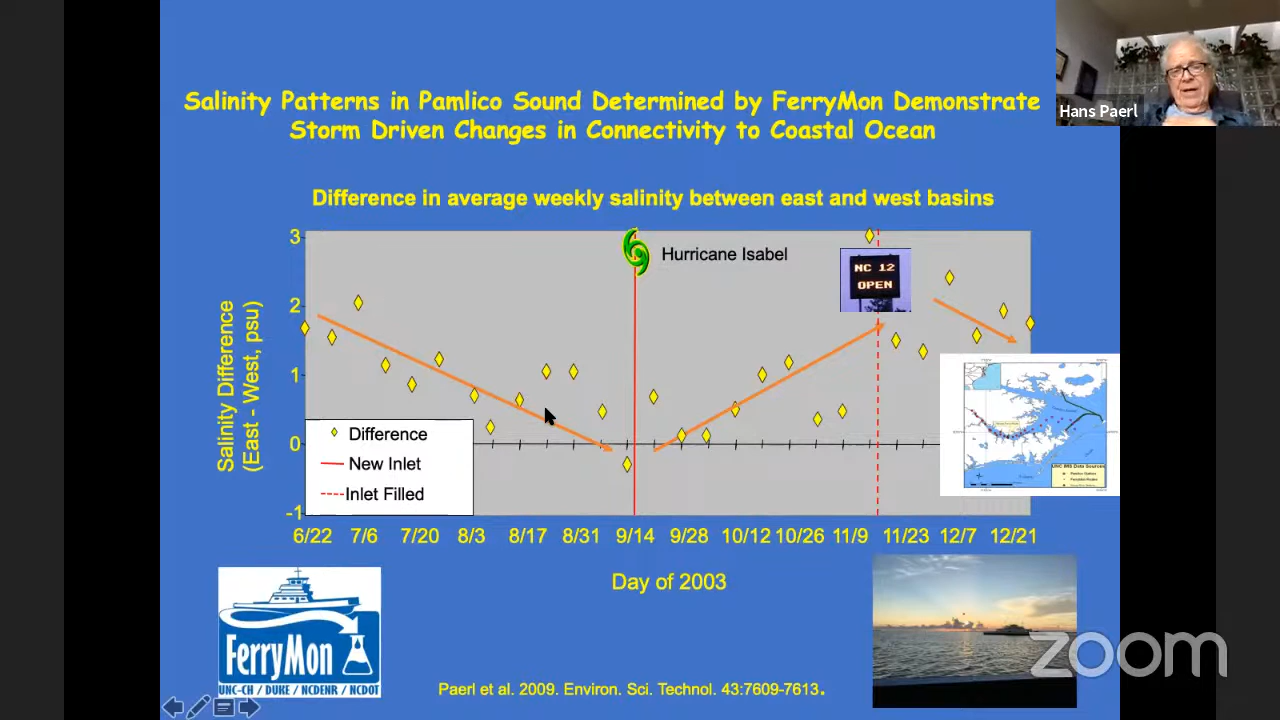 Salinity Patterns in Pamlico Sound Determined by FerryMon Demonstrate
Storm Driven Changes in Connectivity to Coastal Ocean
Hans Paerl
Difference in average weekly salinity between east and west basins
Salinity Difference
(East - West, psu)
3
2
1
0
-1
Hurricane Isabel
NC 12
OPEN
Difference
New Inlet
Inlet Filled
UNC IMS Data Sources
6/22 7/6 7/20 8/3 8/17 8/31 9/14 9/28 10/12 10/26 11/9 11/23 12/7 12/21
Day of 2003
FerryMon
UNC-CH / DUKE / NCDENR / NCDOT
Paerl et al. 2009. Environ. Sci. Technol. 43:7609-7613.
zoom